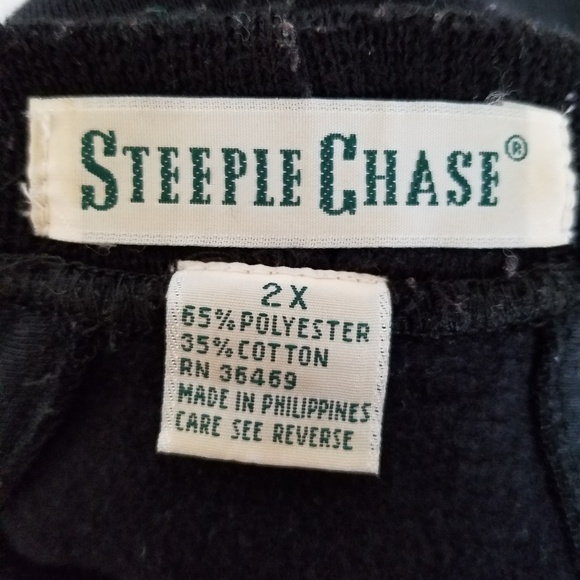 STEEPLE CHASE®
2X
65% POLYESTER
35% COTTON
RN 36469
MADE IN PHILIPPINES
CARE SEE REVERSE